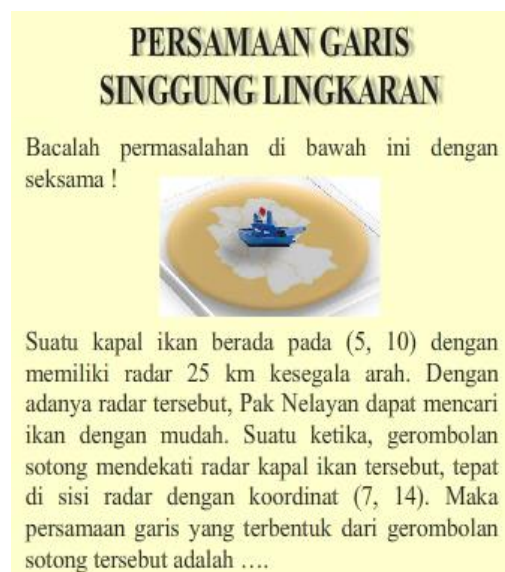 PERSAMAAN GARIS
SINGGUNG LINGKARAN
Bacalah permasalahan di bawah ini dengan
seksama !
Suatu kapal ikan berada pada (5, 10) dengan
memiliki radar 25 km kesegala arah. Dengan
adanya radar tersebut, Pak Nelayan dapat mencari
ikan dengan mudah. Suatu ketika, gerombolan
sotong mendekati radar kapal ikan tersebut, tepat
di sisi radar dengan koordinat (7, 14). Maka
persamaan garis yang terbentuk dari gerombolan
sotong tersebut adalah ….